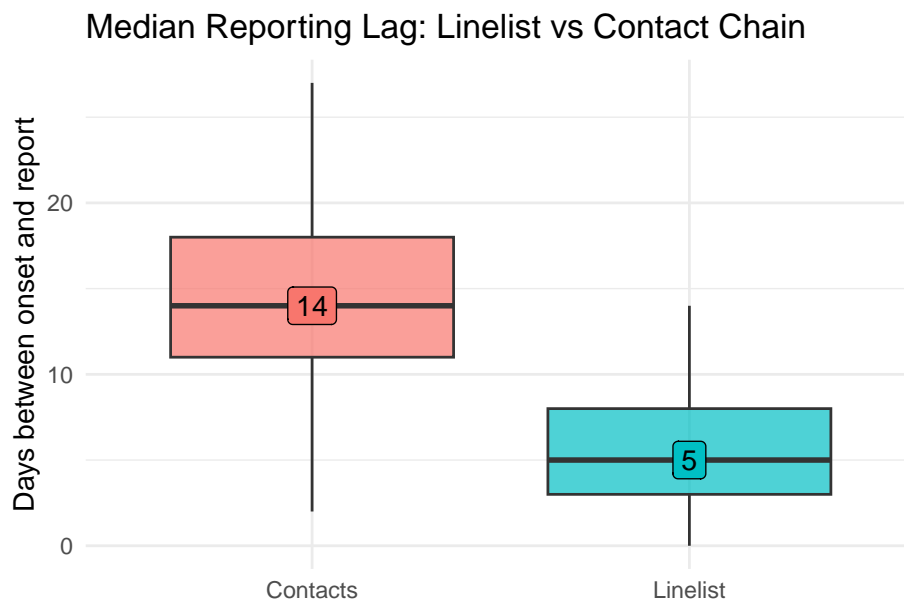 Median Reporting Lag: Linelist vs Contact Chain
Days between onset and report
20
10
0
14
5
Contacts
Linelist